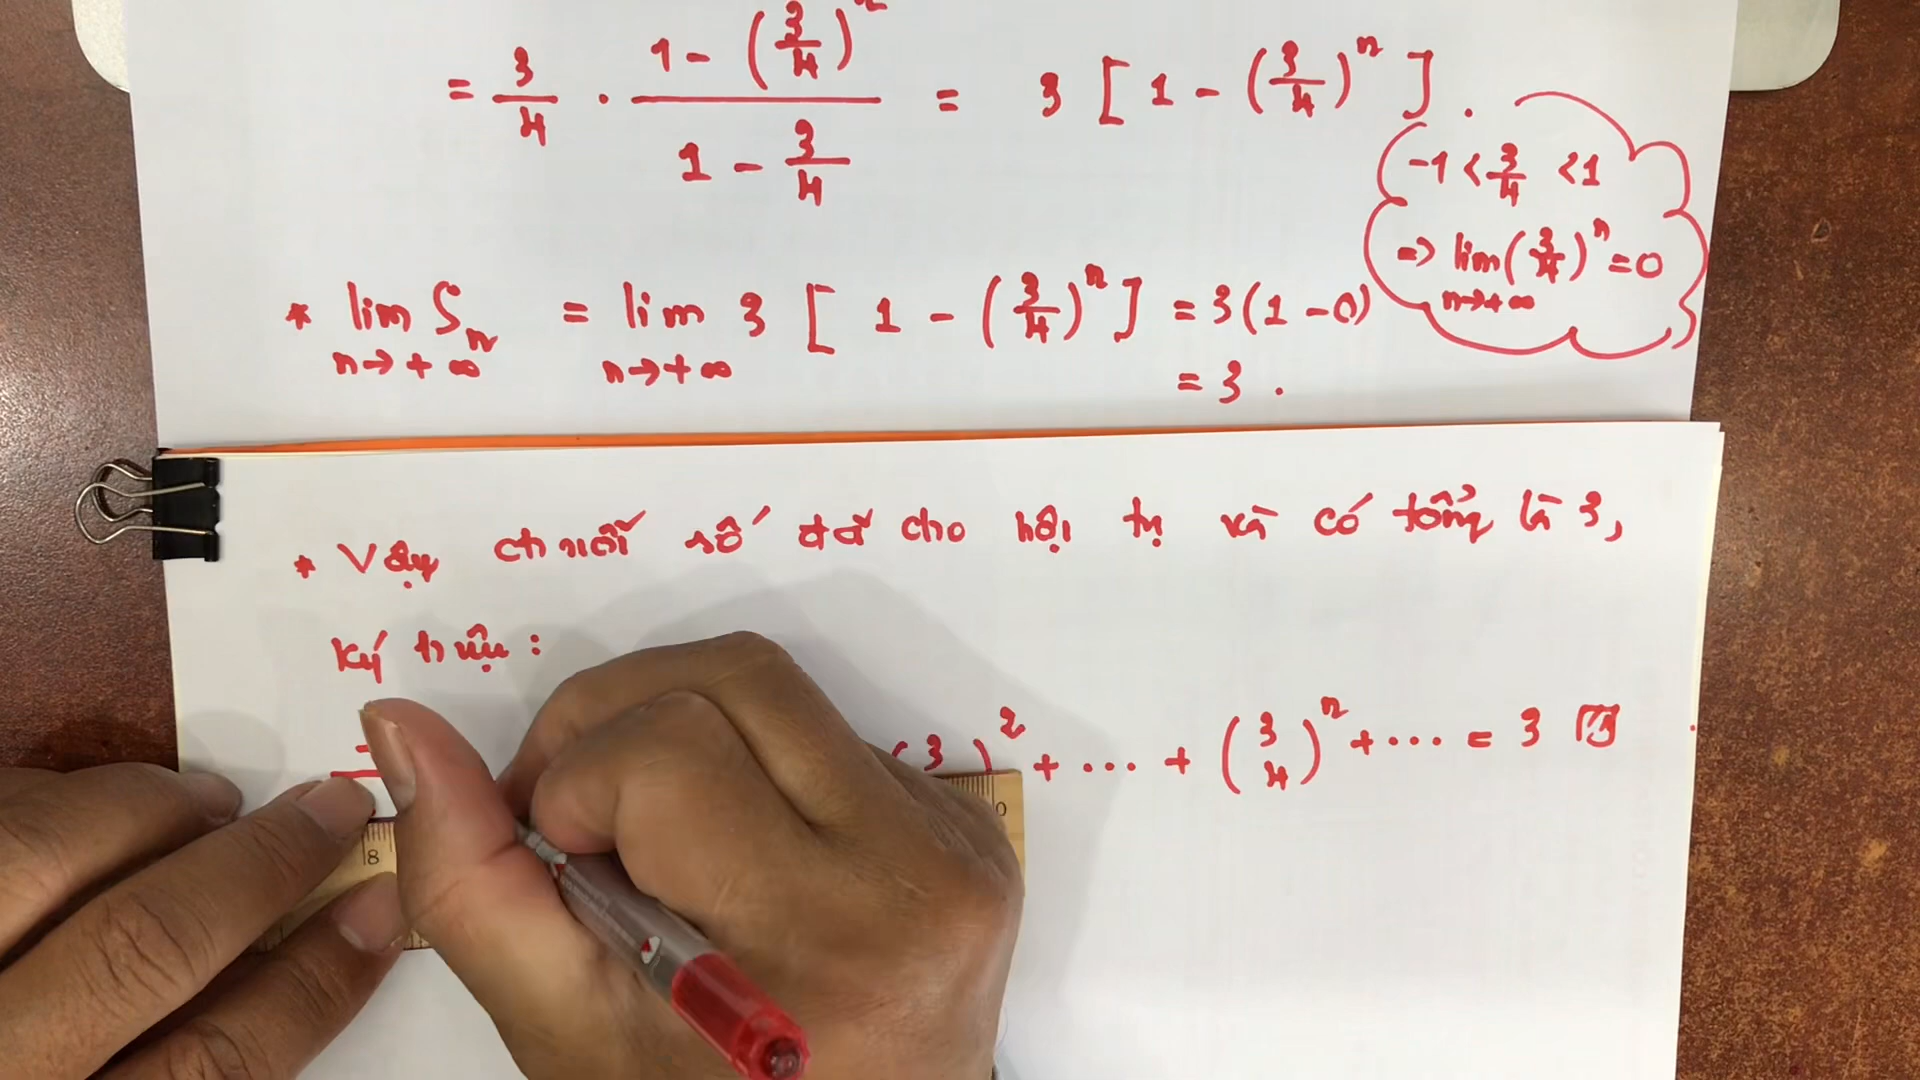 = 3/4 . (1 - (3/4)^n) / (1 - 3/4) = 3 [ 1 - (3/4)^n ] .
-1 < 3/4 < 1
=> lim (3/4)^n = 0
n→+∞
* lim S_n = lim 3 [ 1 - (3/4)^n ] = 3(1-0)
n→+∞ n→+∞
= 3 .
* Vậy chuỗi số đã cho hội tụ và có tổng là 3,
ký hiệu :
(3 )^2 + ... + (3 4)^n + ... = 3
8 0